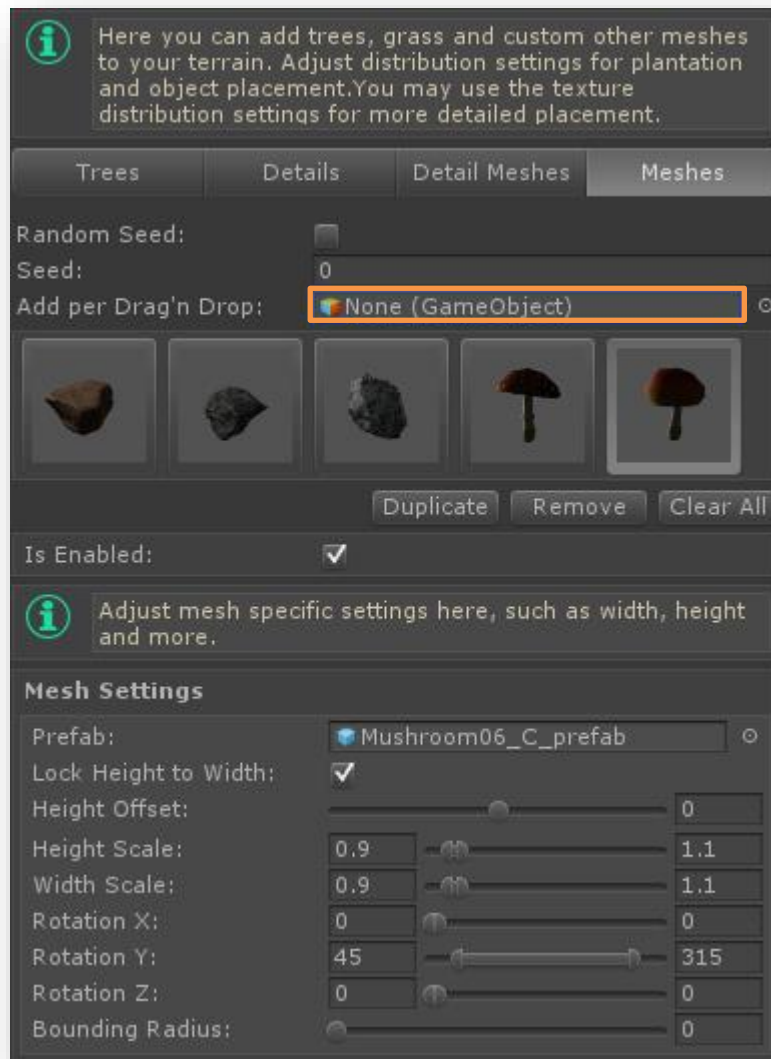 Here you can add trees, grass and custom other meshes
to your terrain. Adjust distribution settings for plantation
and object placement.You may use the texture
distribution settings for more detailed placement.
Trees Details Detail Meshes Meshes
Random Seed:
Seed: 0
Add per Drag'n Drop: None (GameObject)
Duplicate Remove Clear All
Is Enabled:
Adjust mesh specific settings here, such as width, height
and more.
Mesh Settings
Prefab: Mushroom06_C_prefab
Lock Height to Width:
Height Offset: 0
Height Scale: 0.9 1.1
Width Scale: 0.9 1.1
Rotation X: 0 0
Rotation Y: 45 315
Rotation Z: 0 0
Bounding Radius: 0